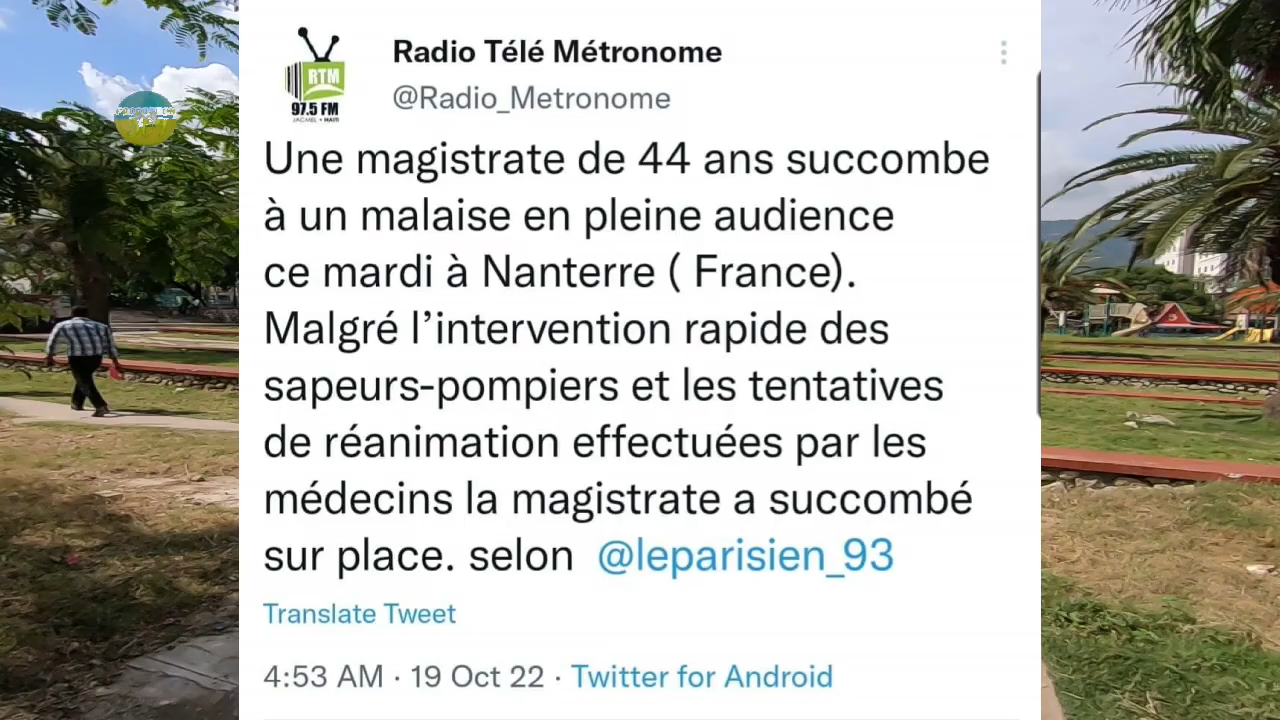 Radio Télé Métronome
@Radio_Metronome
RTM
97.5 FM
JACMEL • HAITI
Une magistrate de 44 ans succombe
à un malaise en pleine audience
ce mardi à Nanterre ( France).
Malgré l’intervention rapide des
sapeurs-pompiers et les tentatives
de réanimation effectuées par les
médecins la magistrate a succombé
sur place. selon @leparisien_93
Translate Tweet
4:53 AM · 19 Oct 22 · Twitter for Android